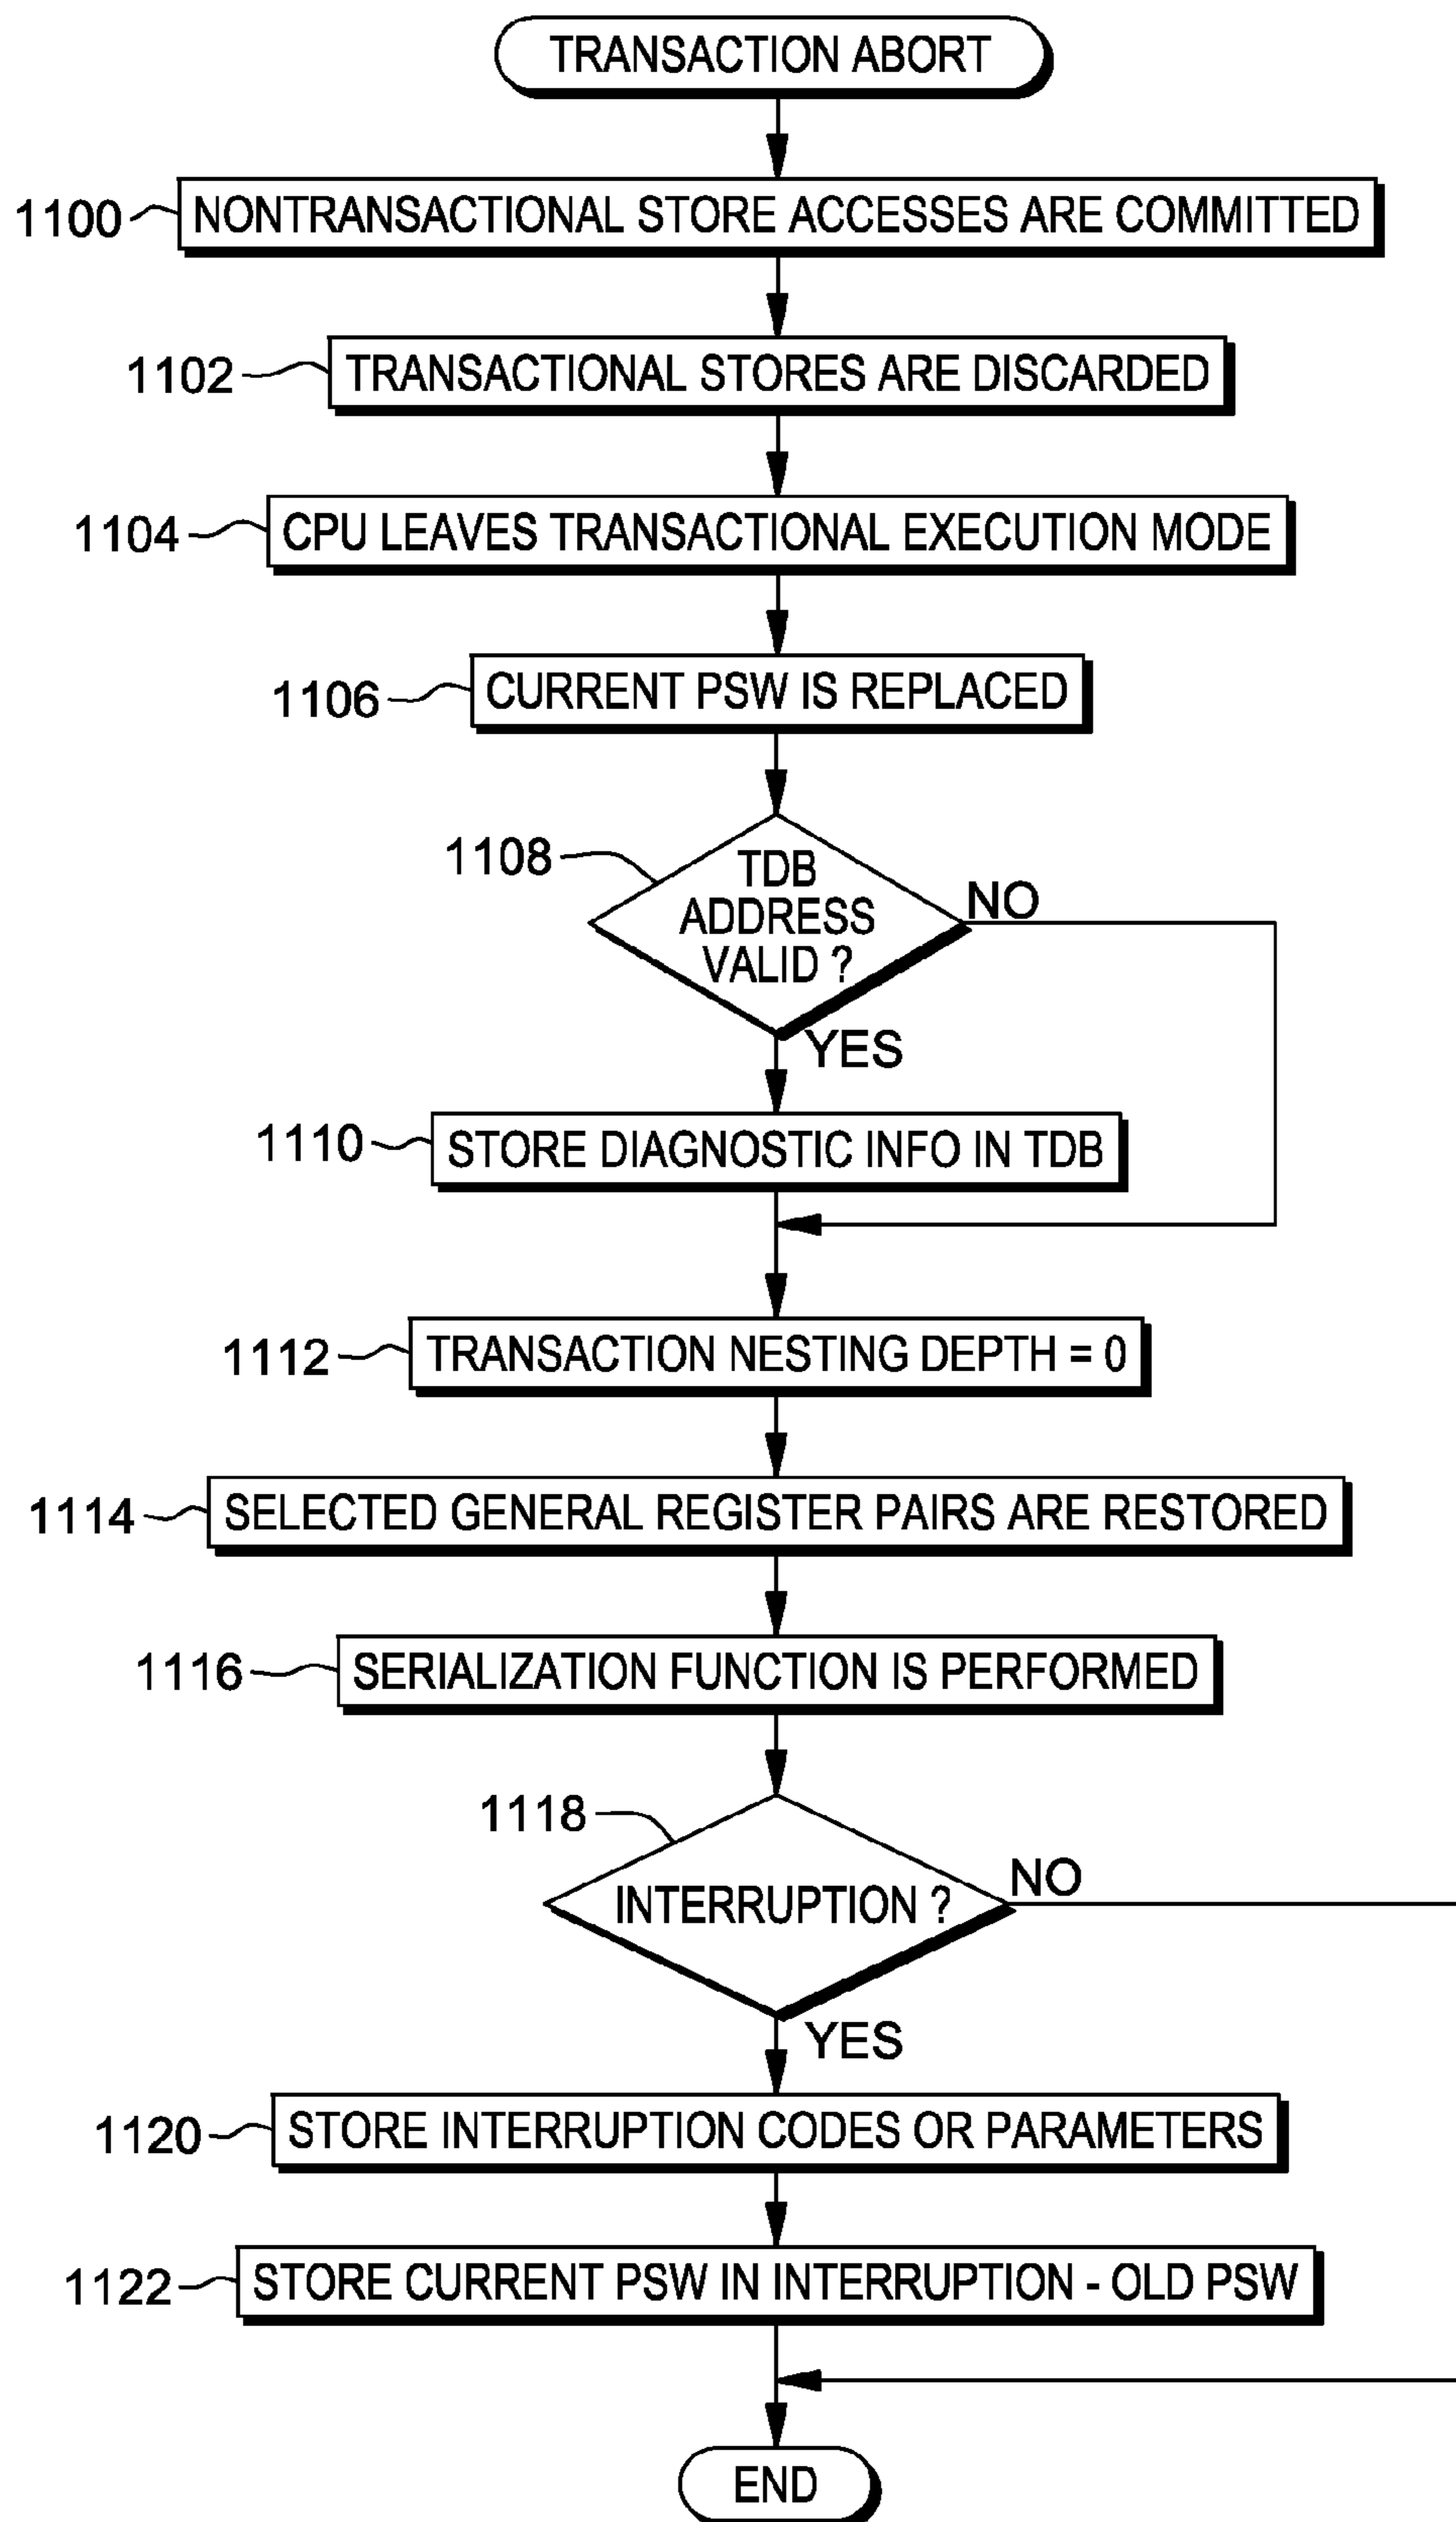 TRANSACTION ABORT
1100
NONTRANSACTIONAL STORE ACCESSES ARE COMMITTED
1102
TRANSACTIONAL STORES ARE DISCARDED
1104
CPU LEAVES TRANSACTIONAL EXECUTION MODE
1106
CURRENT PSW IS REPLACED
1108
TDB
ADDRESS
VALID ?
NO
YES
1110
STORE DIAGNOSTIC INFO IN TDB
1112
TRANSACTION NESTING DEPTH = 0
1114
SELECTED GENERAL REGISTER PAIRS ARE RESTORED
1116
SERIALIZATION FUNCTION IS PERFORMED
1118
INTERRUPTION ?
NO
YES
1120
STORE INTERRUPTION CODES OR PARAMETERS
1122
STORE CURRENT PSW IN INTERRUPTION - OLD PSW
END